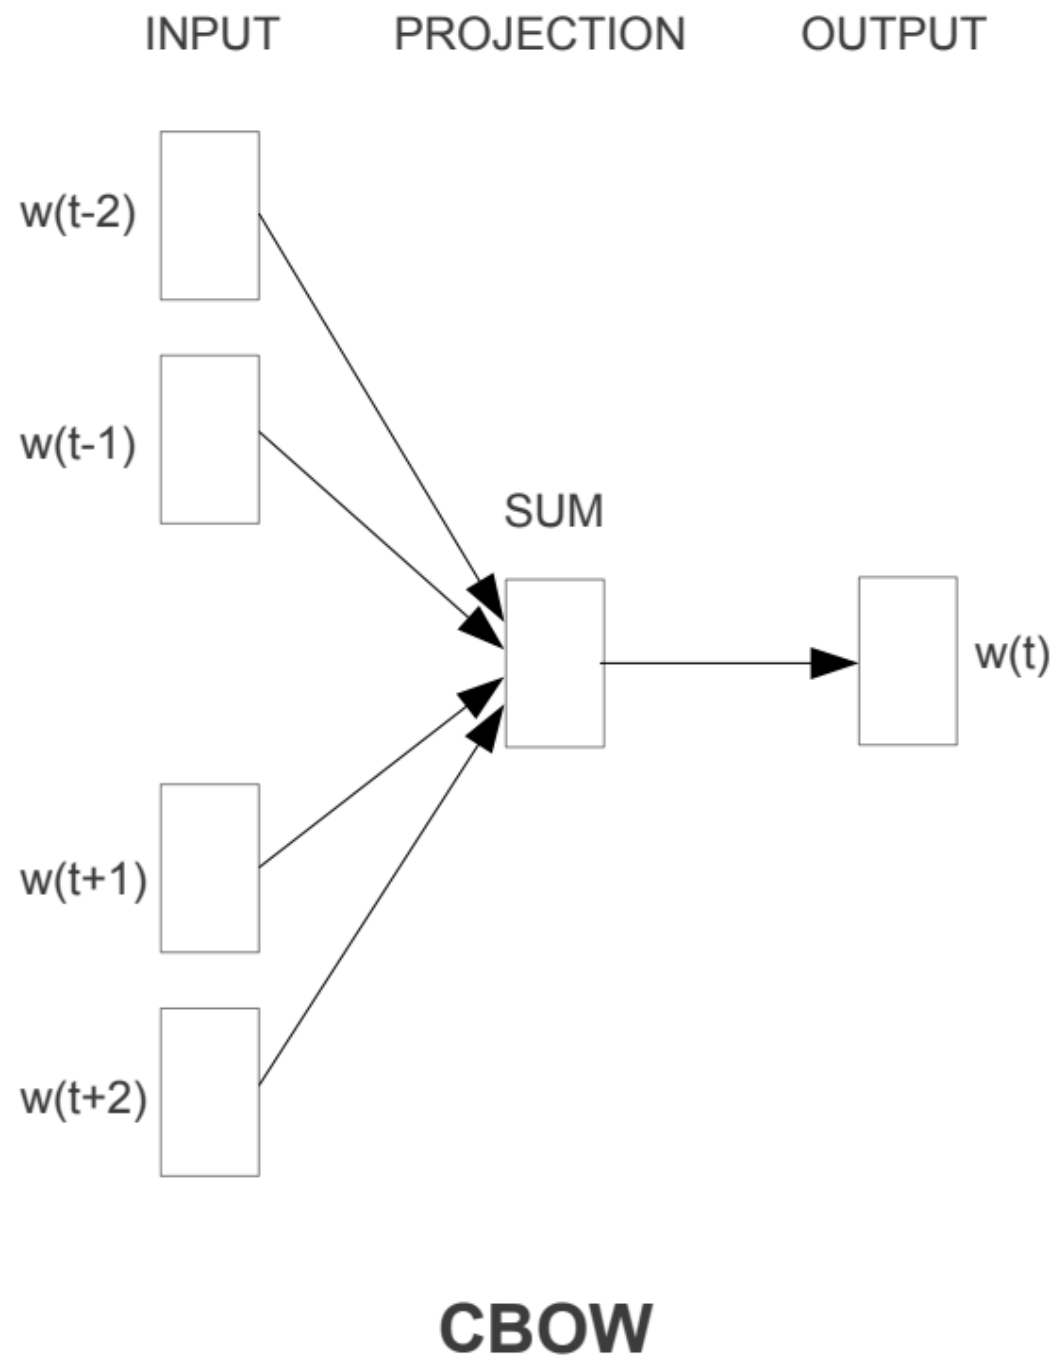 INPUT PROJECTION OUTPUT
w(t-2)
w(t-1)
SUM
w(t)
w(t+1)
w(t+2)
CBOW